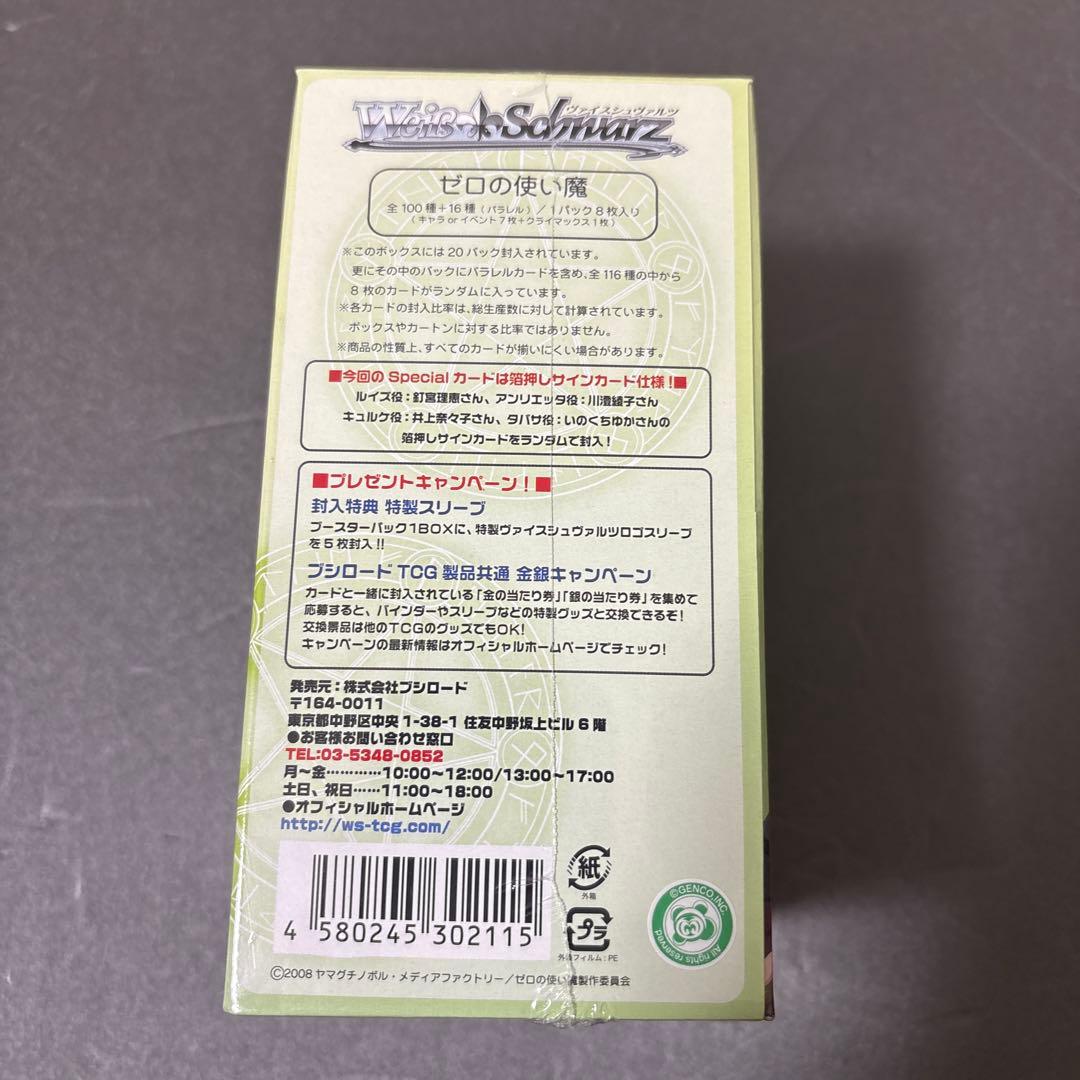 ヴァイスシュヴァルツ
Weiß Schwarz
ゼロの使い魔
全100種+16種(パラレル)/1パック8枚入り
(キャラorイベント7枚+クライマックス1枚)
※このボックスには20パック封入されています。
更にその中のパックにパラレルカードを含め、全116種の中から
8枚のカードがランダムに入っています。
※各カードの封入比率は、総生産数に対して計算されています。
ボックスやカートンに対する比率ではありません。
※商品の性質上、すべてのカードが揃いにくい場合があります。
■今回のSpecialカードは箔押しサインカード仕様!■
ルイズ役:釘宮理恵さん、アンリエッタ役:川澄綾子さん
キュルケ役:井上奈々子さん、タバサ役:いのくちゆかさんの
箔押しサインカードをランダムで封入!
■プレゼントキャンペーン!■
封入特典 特製スリーブ
ブースターパック1BOXに、特製ヴァイスシュヴァルツロゴスリーブ
を5枚封入!!
ブシロードTCG製品共通 金銀キャンペーン
カードと一緒に封入されている「金の当たり券」「銀の当たり券」を集めて
応募すると、バインダーやスリーブなどの特製グッズと交換できるぞ!
交換景品は他のTCGのグッズでもOK!
キャンペーンの最新情報はオフィシャルホームページでチェック!
発売元:株式会社ブシロード
〒164-0011
東京都中野区中央1-38-1 住友中野坂上ビル6階
●お客様お問い合わせ窓口
TEL:03-5348-0852
月~金…………10:00~12:00/13:00~17:00
土日、祝日……11:00~18:00
●オフィシャルホームページ
http://ws-tcg.com/
紙
外箱
プラ
外装フィルム:PE
©GENCO,INC.
All rights reserved
4 580245 302115
©2008 ヤマグチノボル・メディアファクトリー/ゼロの使い魔製作委員会